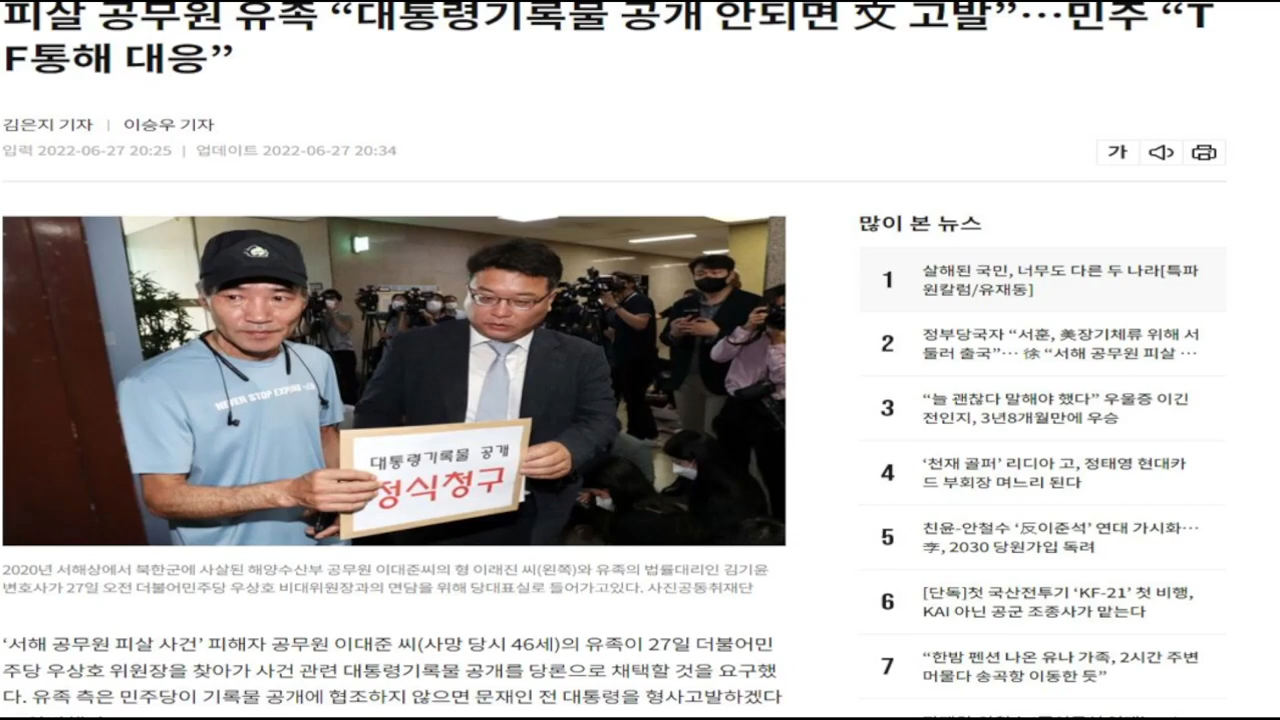 피살 공무원 유족 “대통령기록물 공개 안되면 文 고발”…민주 “T
F통해 대응”
김은지 기자 | 이승우 기자
입력 2022-06-27 20:25 | 업데이트 2022-06-27 20:34
가
NEVER STOP
대통령기록물 공개
정식청구
2020년 서해상에서 북한군에 사살된 해양수산부 공무원 이대준씨의 형 이래진 씨(왼쪽)와 유족의 법률대리인 김기윤
변호사가 27일 오전 더불어민주당 우상호 비대위원장과의 면담을 위해 당대표실로 들어가고있다. 사진공동취재단
‘서해 공무원 피살 사건’ 피해자 공무원 이대준 씨(사망 당시 46세)의 유족이 27일 더불어민
주당 우상호 위원장을 찾아가 사건 관련 대통령기록물 공개를 당론으로 채택할 것을 요구했
다. 유족 측은 민주당이 기록물 공개에 협조하지 않으면 문재인 전 대통령을 형사고발하겠다
많이 본 뉴스
1
살해된 국민, 너무도 다른 두 나라[특파
원칼럼/유재동]
2
정부당국자 “서훈, 美장기체류 위해 서
둘러 출국”… 徐 “서해 공무원 피살 …
3
“늘 괜찮다 말해야 했다” 우울증 이긴
전인지, 3년8개월만에 우승
4
‘천재 골퍼’ 리디아 고, 정태영 현대카
드 부회장 며느리 된다
5
친윤-안철수 ‘反이준석’ 연대 가시화…
李, 2030 당원가입 독려
6
[단독]첫 국산전투기 ‘KF-21’ 첫 비행,
KAI 아닌 공군 조종사가 맡는다
7
“한밤 펜션 나온 유나 가족, 2시간 주변
머물다 송곡항 이동한 듯”